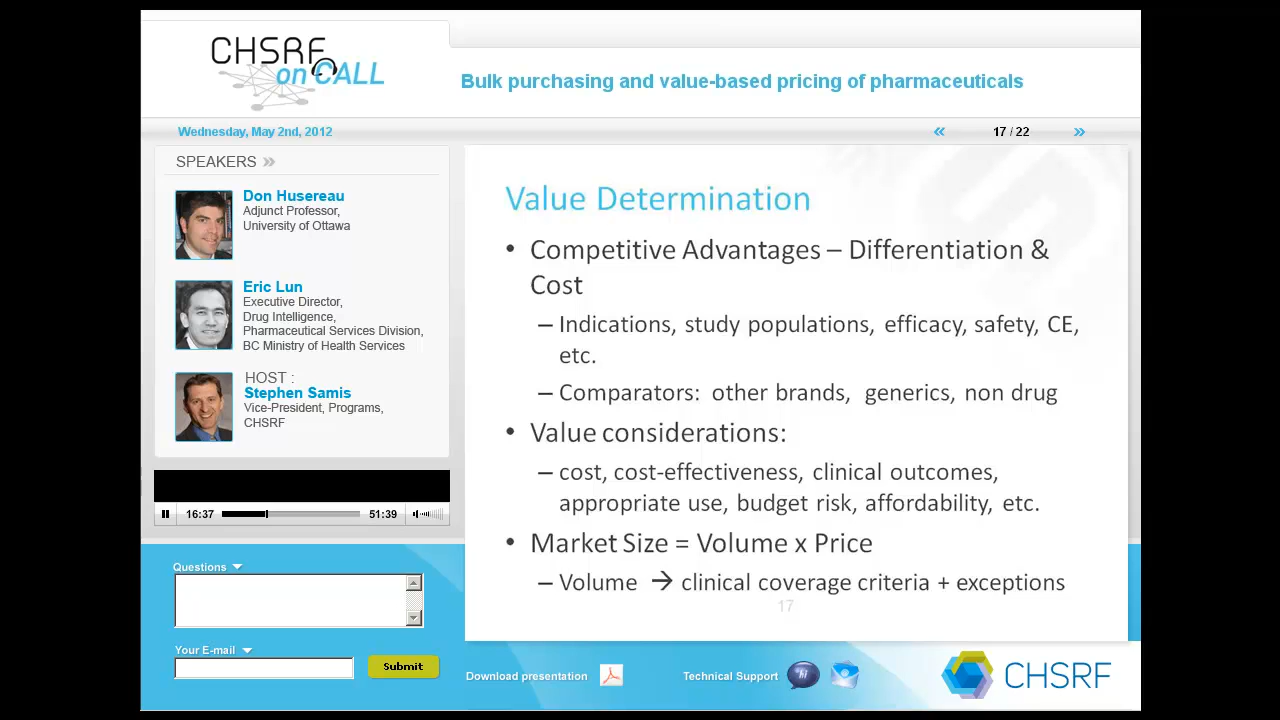 CHSRF
on CALL
Bulk purchasing and value-based pricing of pharmaceuticals
Wednesday, May 2nd, 2012
« 17 / 22 »
SPEAKERS »
Don Husereau
Adjunct Professor,
University of Ottawa
Eric Lun
Executive Director,
Drug Intelligence,
Pharmaceutical Services Division,
BC Ministry of Health Services
HOST :
Stephen Samis
Vice-President, Programs,
CHSRF
16:37 51:39
Questions
Your E-mail
Submit
Value Determination
• Competitive Advantages – Differentiation &
Cost
– Indications, study populations, efficacy, safety, CE,
etc.
– Comparators: other brands, generics, non drug
• Value considerations:
– cost, cost-effectiveness, clinical outcomes,
appropriate use, budget risk, affordability, etc.
• Market Size = Volume x Price
– Volume → clinical coverage criteria + exceptions
17
Download presentation
Technical Support
hi
CHSRF